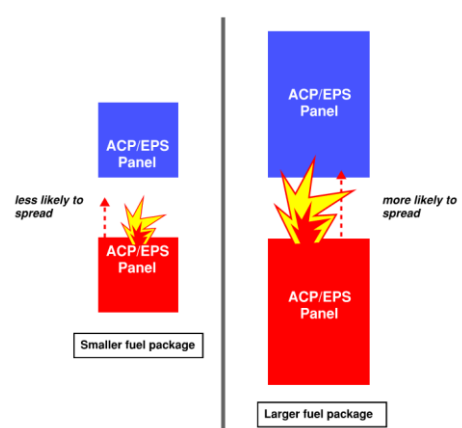 ACP/EPS
Panel
less likely to
spread
ACP/EPS
Panel
Smaller fuel package
ACP/EPS
Panel
more likely to
spread
ACP/EPS
Panel
Larger fuel package